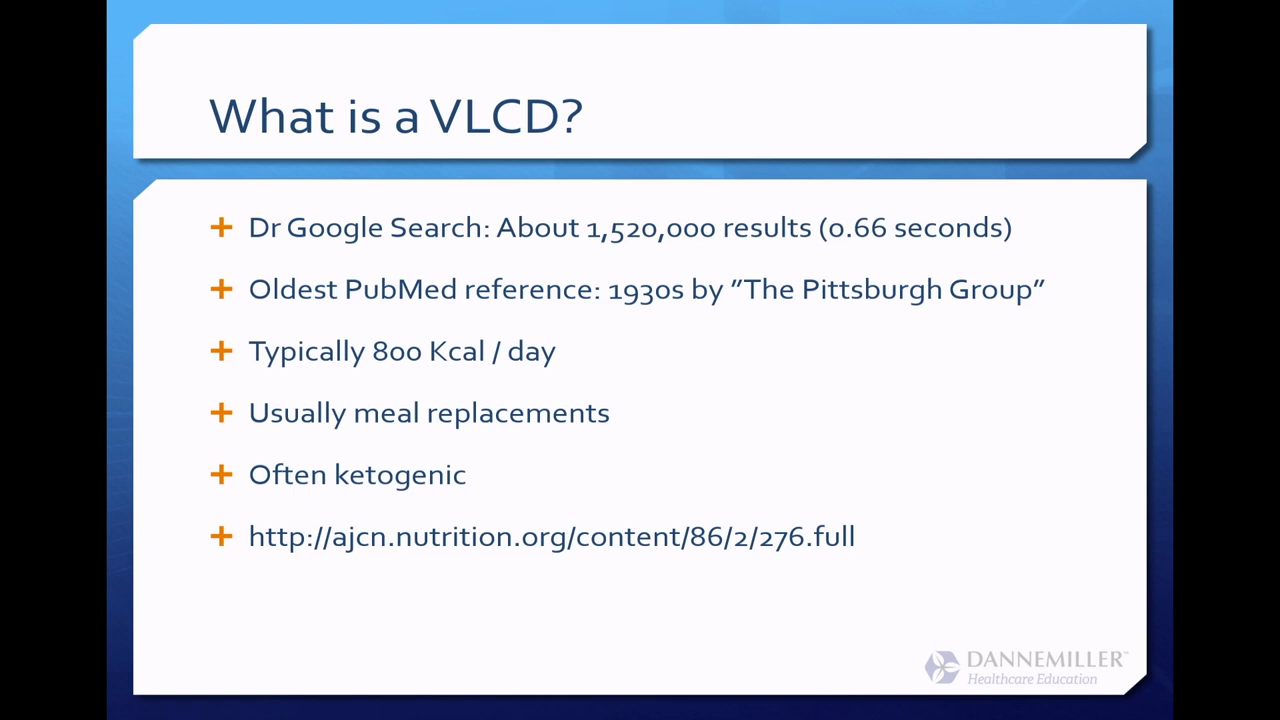 What is a VLCD?
Dr Google Search: About 1,520,000 results (0.66 seconds)
Oldest PubMed reference: 1930s by "The Pittsburgh Group"
Typically 800 Kcal / day
Usually meal replacements
Often ketogenic
http://ajcn.nutrition.org/content/86/2/276.full
DANNEMILLER™
Healthcare Education